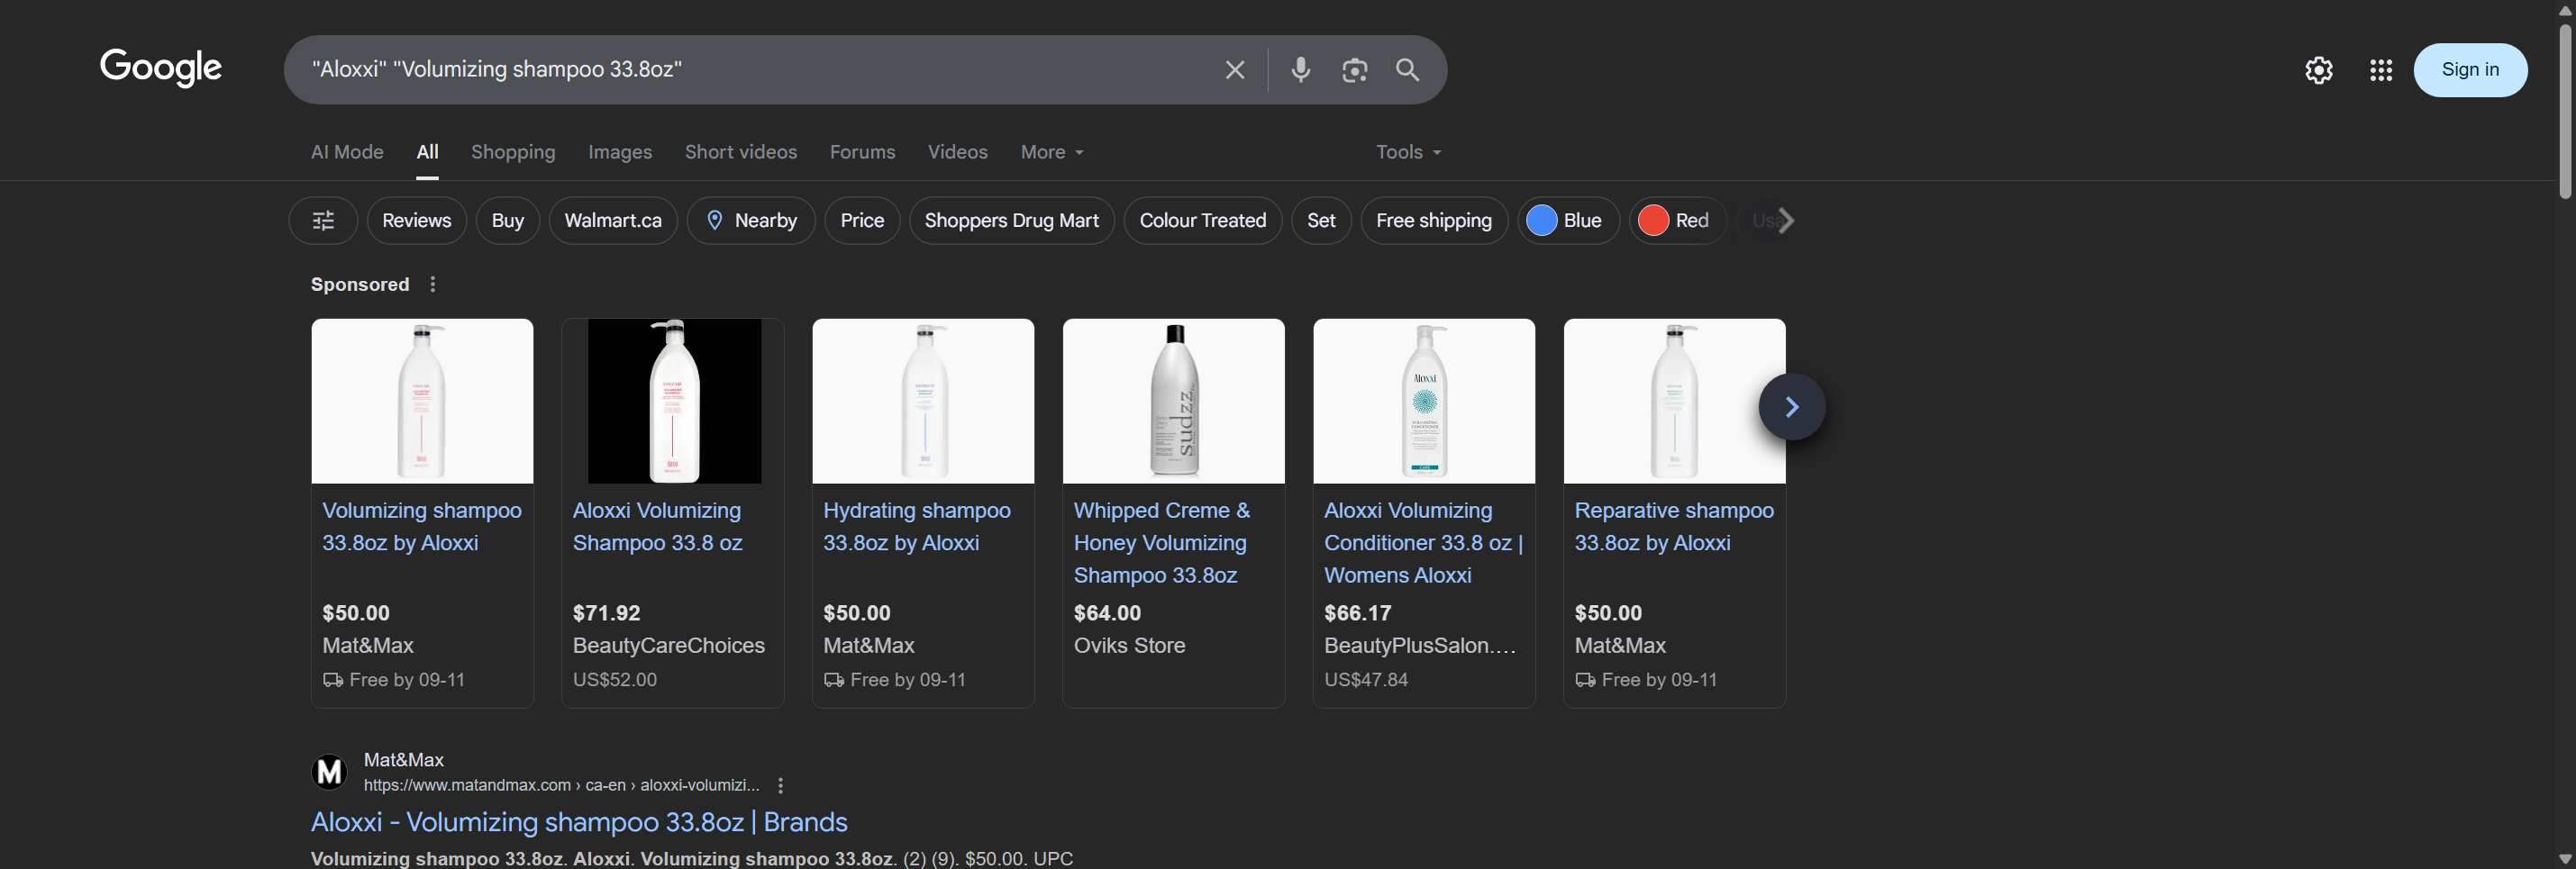 Google
"Aloxxi" "Volumizing shampoo 33.8oz"
Sign in
AI Mode
All
Shopping
Images
Short videos
Forums
Videos
More
Tools
Reviews
Buy
Walmart.ca
Nearby
Price
Shoppers Drug Mart
Colour Treated
Set
Free shipping
Blue
Red
Usa
Sponsored
sudzz
Aloxxi
Volumizing shampoo
33.8oz by Aloxxi
$50.00
Mat&Max
Free by 09-11
Aloxxi Volumizing
Shampoo 33.8 oz
$71.92
BeautyCareChoices
US$52.00
Hydrating shampoo
33.8oz by Aloxxi
$50.00
Mat&Max
Free by 09-11
Whipped Creme &
Honey Volumizing
Shampoo 33.8oz
$64.00
Oviks Store
Aloxxi Volumizing
Conditioner 33.8 oz |
Womens Aloxxi
$66.17
BeautyPlusSalon....
US$47.84
Reparative shampoo
33.8oz by Aloxxi
$50.00
Mat&Max
Free by 09-11
M
Mat&Max
https://www.matandmax.com › ca-en › aloxxi-volumizi...
Aloxxi - Volumizing shampoo 33.8oz | Brands
Volumizing shampoo 33.8oz. Aloxxi. Volumizing shampoo 33.8oz. (2) (9). $50.00. UPC